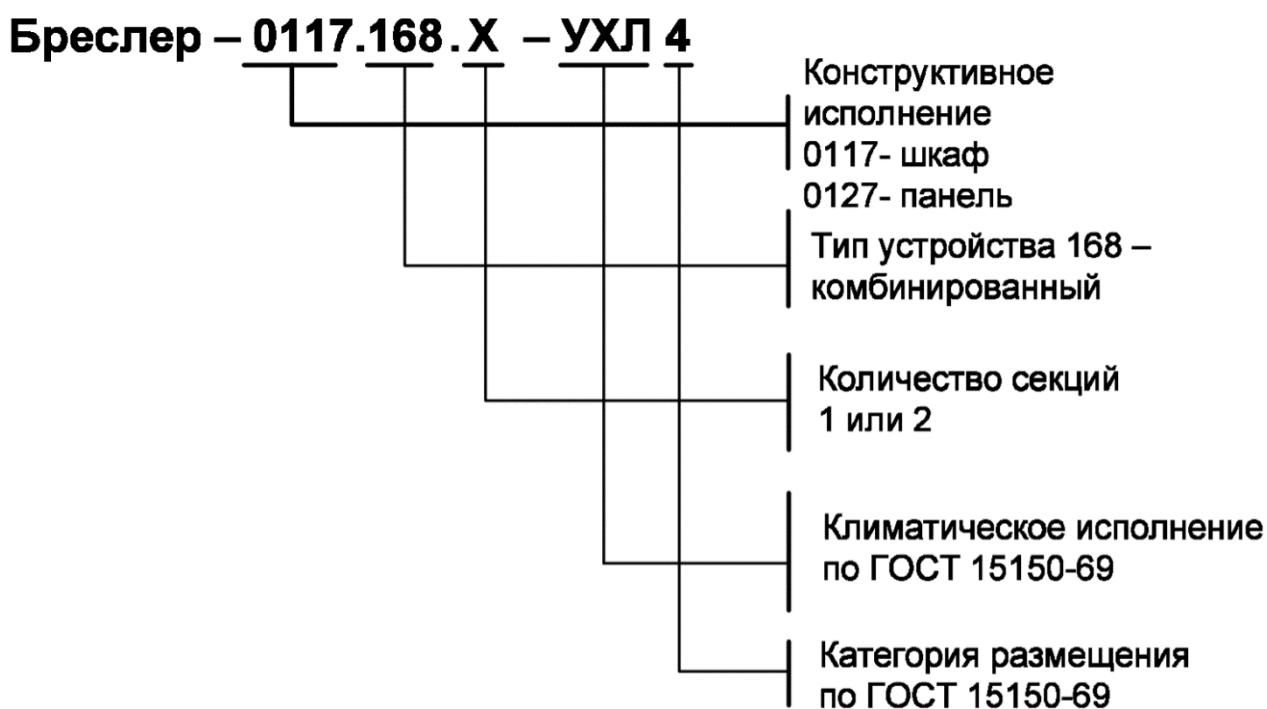 Бреслер – 0117.168.Х – УХЛ 4
Конструктивное
исполнение
0117- шкаф
0127- панель
Тип устройства 168 –
комбинированный
Количество секций
1 или 2
Климатическое исполнение
по ГОСТ 15150-69
Категория размещения
по ГОСТ 15150-69